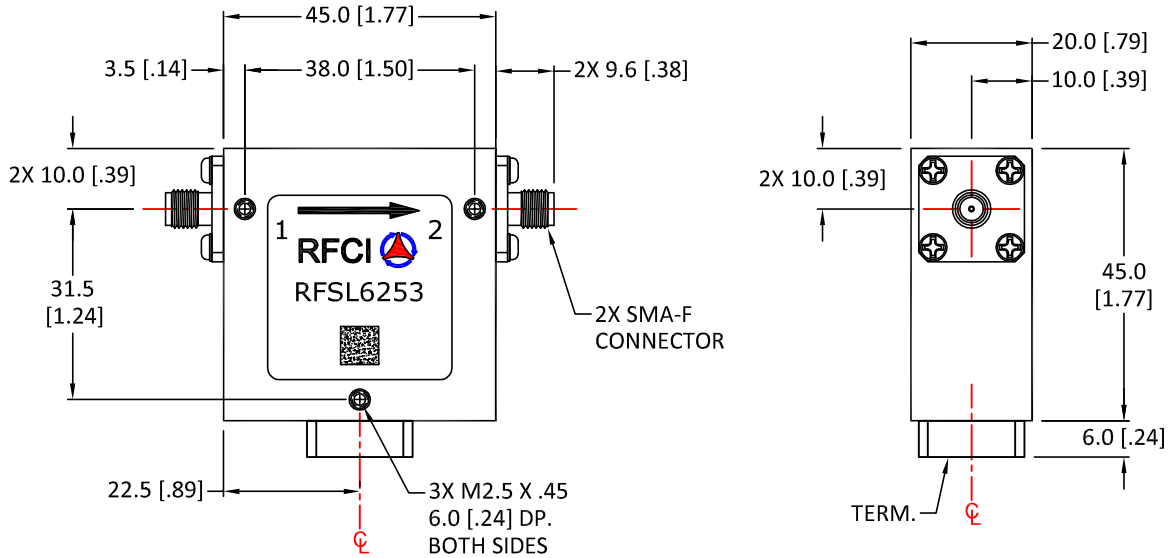 45.0 [1.77]
3.5 [.14]
38.0 [1.50]
2X 9.6 [.38]
2X 10.0 [.39]
1
2
RFCI
RFSL6253
31.5
[1.24]
2X SMA-F
CONNECTOR
22.5 [.89]
3X M2.5 X .45
6.0 [.24] DP.
BOTH SIDES
℄
20.0 [.79]
10.0 [.39]
2X 10.0 [.39]
45.0
[1.77]
6.0 [.24]
TERM.
℄